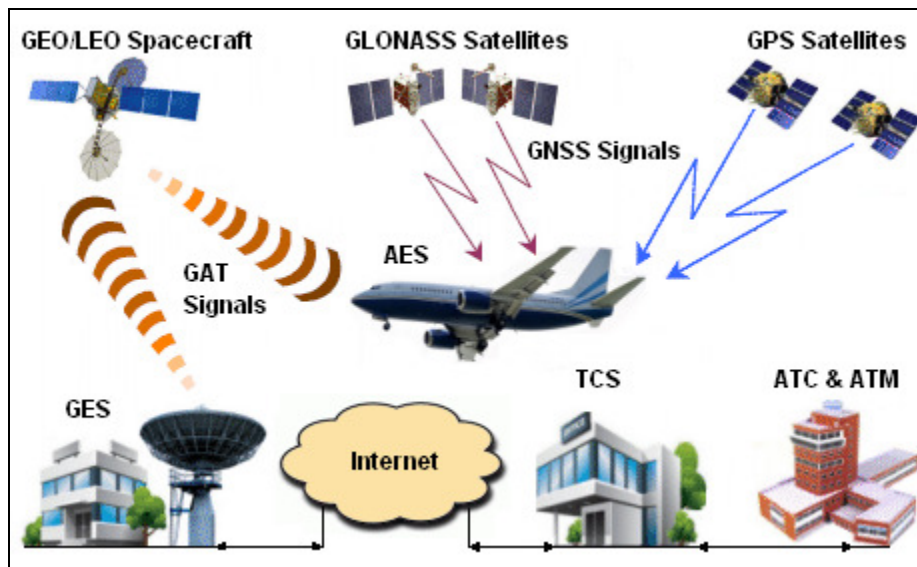 GEO/LEO Spacecraft
GLONASS Satellites
GPS Satellites
GNSS Signals
AES
GAT
Signals
GES
TCS
ATC & ATM
Internet